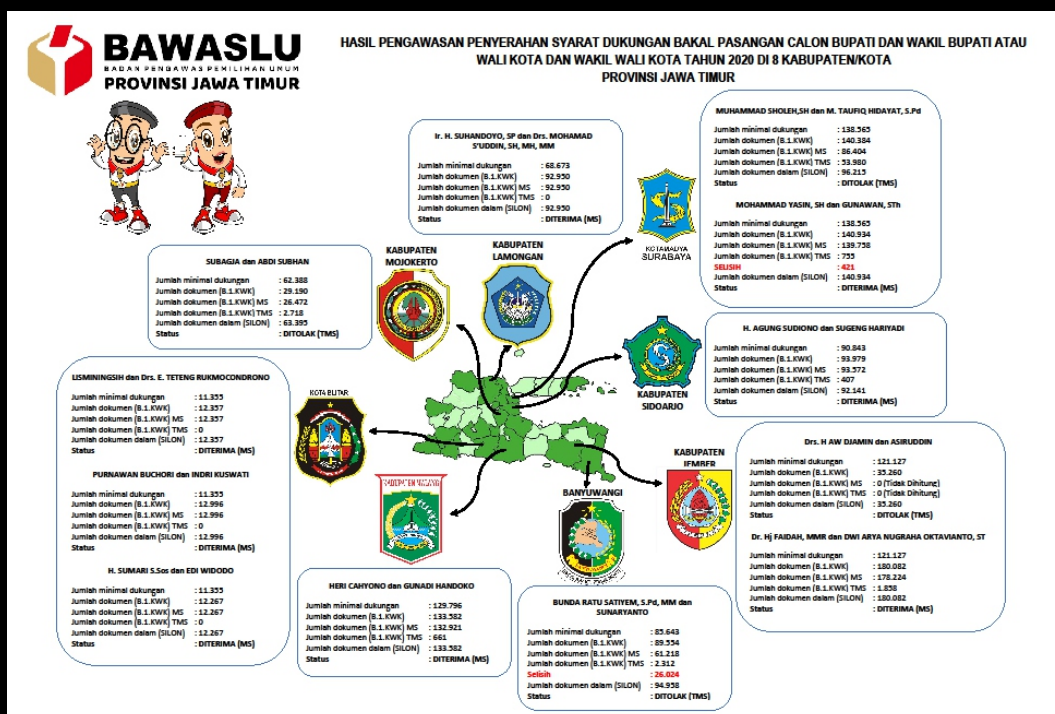 BAWASLU
BADAN PENGAWAS PEMILIHAN UMUM
PROVINSI JAWA TIMUR
HASIL PENGAWASAN PENYERAHAN SYARAT DUKUNGAN BAKAL PASANGAN CALON BUPATI DAN WAKIL BUPATI ATAU
WALI KOTA DAN WAKIL WALI KOTA TAHUN 2020 DI 8 KABUPATEN/KOTA
PROVINSI JAWA TIMUR
Ir. H. SUHANDOYO, SP dan Drs. MOHAMAD
S'UDDIN, SH, MH, MM
Jumlah minimal dukungan : 68.673
Jumlah dokumen (B.1.KWK) : 92.950
Jumlah dokumen (B.1.KWK) MS : 92.950
Jumlah dokumen (B.1.KWK) TMS : 0
Jumlah dokumen dalam (SILON) : 92.950
Status : DITERIMA (MS)
KABUPATEN
LAMONGAN
MUHAMMAD SHOLEH,SH dan M. TAUFIQ HIDAYAT, S.Pd
Jumlah minimal dukungan : 138.565
Jumlah dokumen (B.1.KWK) : 140.384
Jumlah dokumen (B.1.KWK) MS : 86.404
Jumlah dokumen (B.1.KWK) TMS : 53.980
Jumlah dokumen dalam (SILON) : 96.215
Status : DITOLAK (TMS)
MOHAMMAD YASIN, SH dan GUNAWAN, STh
Jumlah minimal dukungan : 138.565
Jumlah dokumen (B.1.KWK) : 140.934
Jumlah dokumen (B.1.KWK) MS : 139.758
Jumlah dokumen (B.1.KWK) TMS : 755
SELISIH : 421
Jumlah dokumen dalam (SILON) : 140.934
Status : DITERIMA (MS)
KOTAMADYA
SURABAYA
SUBAGJA dan ABDI SUBHAN
Jumlah minimal dukungan : 62.388
Jumlah dokumen (B.1.KWK) : 29.190
Jumlah dokumen (B.1.KWK) MS : 26.472
Jumlah dokumen (B.1.KWK) TMS : 2.718
Jumlah dokumen dalam (SILON) : 63.395
Status : DITOLAK (TMS)
KABUPATEN
MOJOKERTO
H. AGUNG SUDIONO dan SUGENG HARIYADI
Jumlah minimal dukungan : 90.843
Jumlah dokumen (B.1.KWK) : 93.979
Jumlah dokumen (B.1.KWK) MS : 93.572
Jumlah dokumen (B.1.KWK) TMS : 407
Jumlah dokumen dalam (SILON) : 92.141
Status : DITERIMA (MS)
KABUPATEN
SIDOARJO
LISMININGSIH dan Drs. E. TETENG RUKMOCONDRONO
Jumlah minimal dukungan : 11.355
Jumlah dokumen (B.1.KWK) : 12.357
Jumlah dokumen (B.1.KWK) MS : 12.357
Jumlah dokumen (B.1.KWK) TMS : 0
Jumlah dokumen dalam (SILON) : 12.357
Status : DITERIMA (MS)
PURNAWAN BUCHORI dan INDRI KUSWATI
Jumlah minimal dukungan : 11.355
Jumlah dokumen (B.1.KWK) : 12.996
Jumlah dokumen (B.1.KWK) MS : 12.996
Jumlah dokumen (B.1.KWK) TMS : 0
Jumlah dokumen dalam (SILON) : 12.996
Status : DITERIMA (MS)
H. SUMARI S.Sos dan EDI WIDODO
Jumlah minimal dukungan : 11.355
Jumlah dokumen (B.1.KWK) : 12.267
Jumlah dokumen (B.1.KWK) MS : 12.267
Jumlah dokumen (B.1.KWK) TMS : 0
Jumlah dokumen dalam (SILON) : 12.267
Status : DITERIMA (MS)
KOTA BLITAR
KABUPATEN MALANG
HERI CAHYONO dan GUNADI HANDOKO
Jumlah minimal dukungan : 129.796
Jumlah dokumen (B.1.KWK) : 133.582
Jumlah dokumen (B.1.KWK) MS : 132.921
Jumlah dokumen (B.1.KWK) TMS : 661
Jumlah dokumen dalam (SILON) : 133.582
Status : DITERIMA (MS)
BANYUWANGI
BUNDA RATU SATIYEM, S.Pd, MM dan
SUNARYANTO
Jumlah minimal dukungan : 85.643
Jumlah dokumen (B.1.KWK) : 89.554
Jumlah dokumen (B.1.KWK) MS : 61.218
Jumlah dokumen (B.1.KWK) TMS : 2.312
Selisih : 26.024
Jumlah dokumen dalam (SILON) : 94.958
Status : DITOLAK (TMS)
KABUPATEN
JEMBER
Drs. H AW DJAMIN dan ASIRUDDIN
Jumlah minimal dukungan : 121.127
Jumlah dokumen (B.1.KWK) : 35.260
Jumlah dokumen (B.1.KWK) MS : 0 (Tidak Dihitung)
Jumlah dokumen (B.1.KWK) TMS : 0 (Tidak Dihitung)
Jumlah dokumen dalam (SILON) : 35.260
Status : DITOLAK (TMS)
Dr. Hj FAIDAH, MMR dan DWI ARYA NUGRAHA OKTAVIANTO, ST
Jumlah minimal dukungan : 121.127
Jumlah dokumen (B.1.KWK) : 180.082
Jumlah dokumen (B.1.KWK) MS : 178.224
Jumlah dokumen (B.1.KWK) TMS : 1.858
Jumlah dokumen dalam (SILON) : 180.082
Status : DITERIMA (MS)